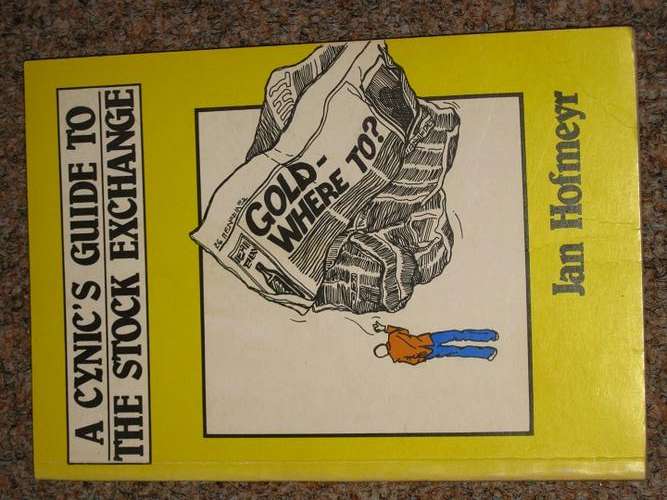 A CYNIC'S GUIDE TO
THE STOCK EXCHANGE
GOLD-
WHERE TO?
Jan Hofmeyr